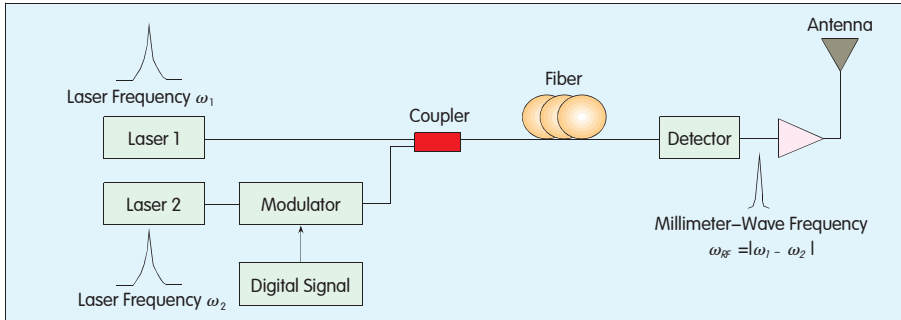 Antenna
Fiber
Laser Frequency ω1
Coupler
Laser 1
Detector
Laser 2
Modulator
Millimeter–Wave Frequency
ωRF =|ω1 – ω2 |
Digital Signal
Laser Frequency ω2